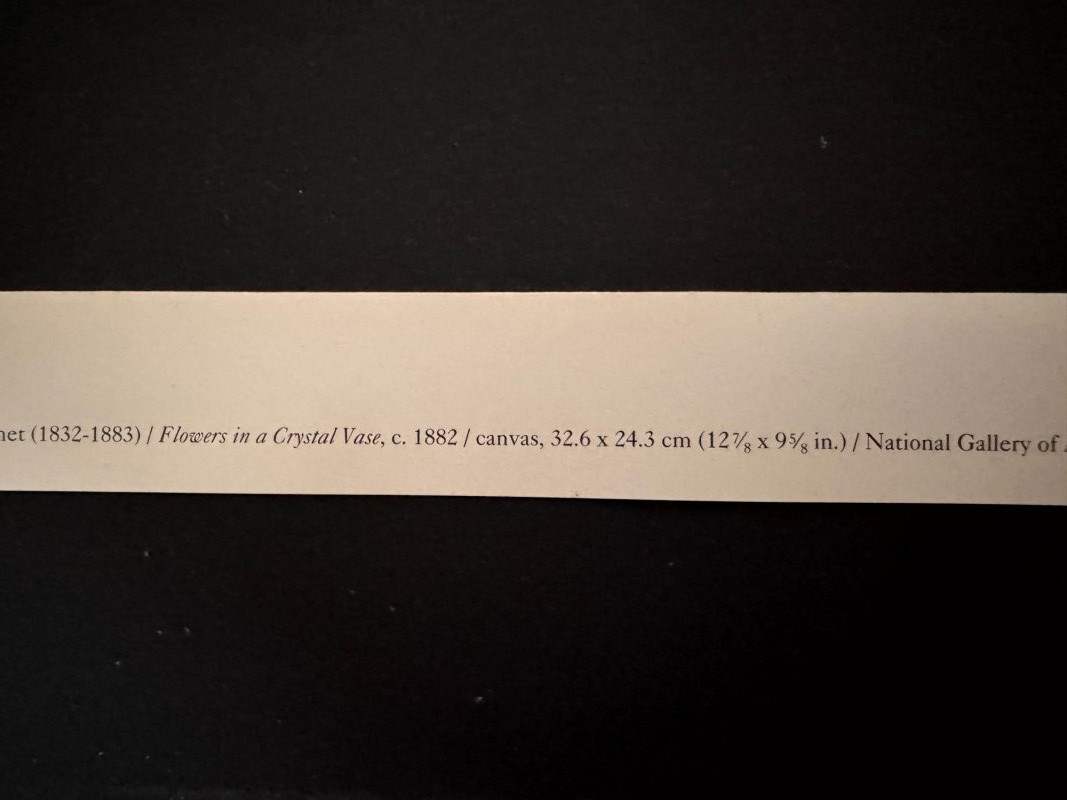 net (1832-1883) / Flowers in a Crystal Vase, c. 1882 / canvas, 32.6 x 24.3 cm (12⅞ x 9⅝ in.) / National Gallery of